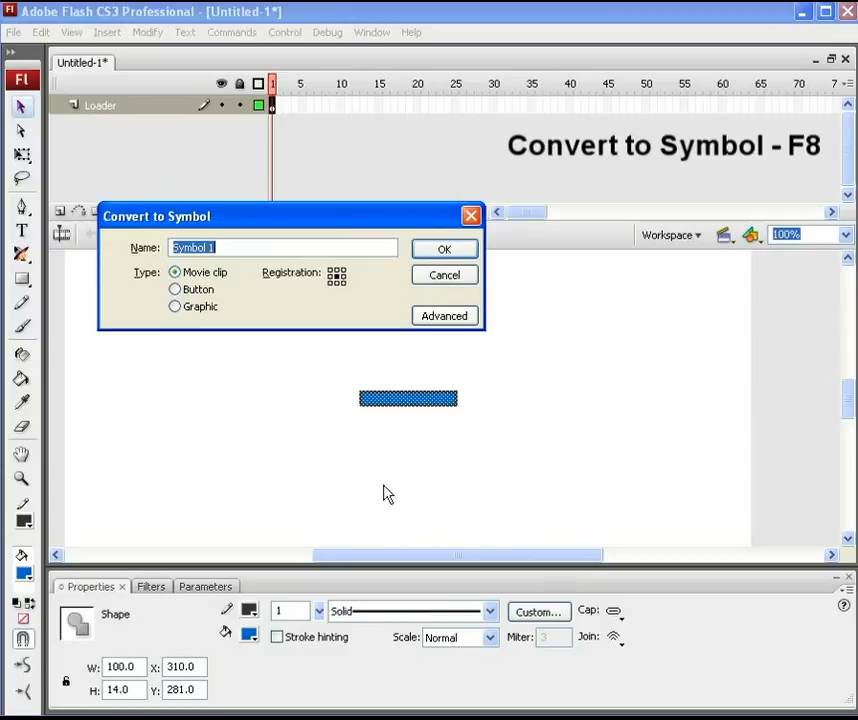 Adobe Flash CS3 Professional - [Untitled-1*]
File Edit View Insert Modify Text Commands Control Debug Window Help
Fl
Untitled-1*
1 5 10 15 20 25 30 35 40 45 50 55 60 65 70 7
Loader
Convert to Symbol - F8
Workspace 100%
Convert to Symbol
Name: Symbol 1 OK
Type: Movie clip Registration: Cancel
Button
Graphic
Advanced
Properties Filters Parameters
Shape 1 Solid Custom... Cap:
Stroke hinting Scale: Normal Miter: 3 Join:
W: 100.0 X: 310.0
H: 14.0 Y: 281.0